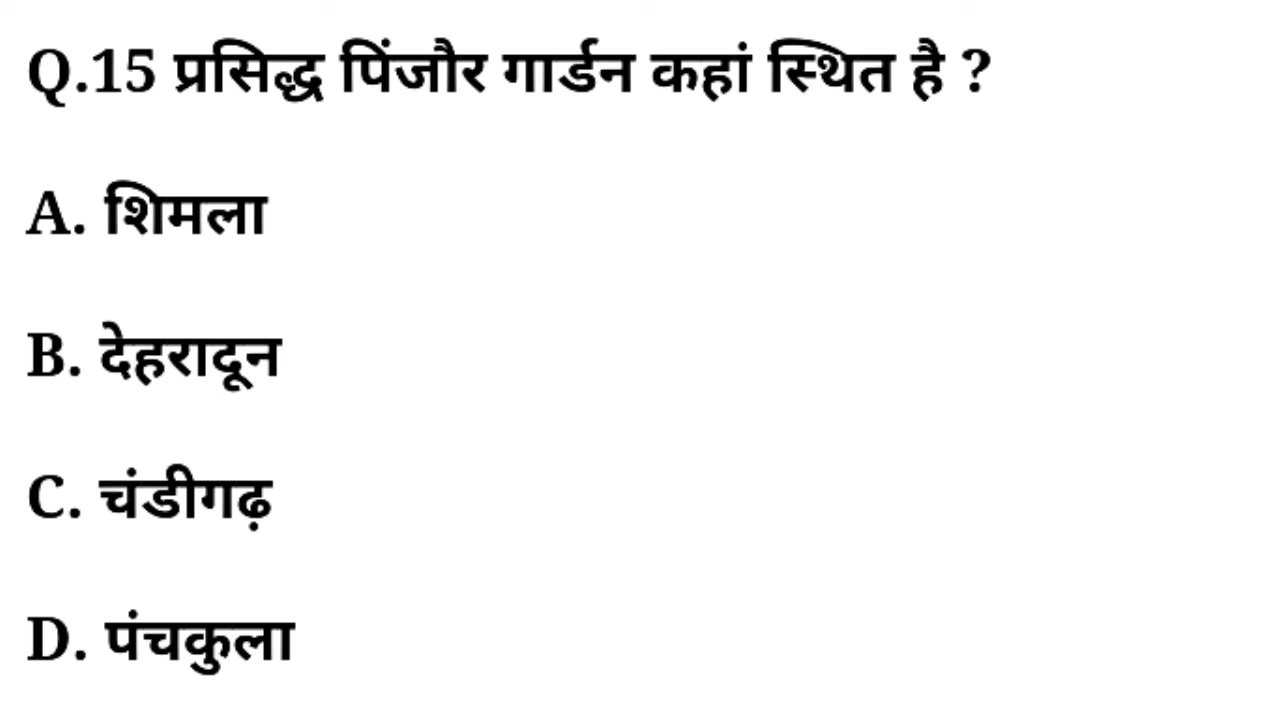 Q.15 प्रसिद्ध पिंजौर गार्डन कहां स्थित है ?
A. शिमला
B. देहरादून
C. चंडीगढ़
D. पंचकुला